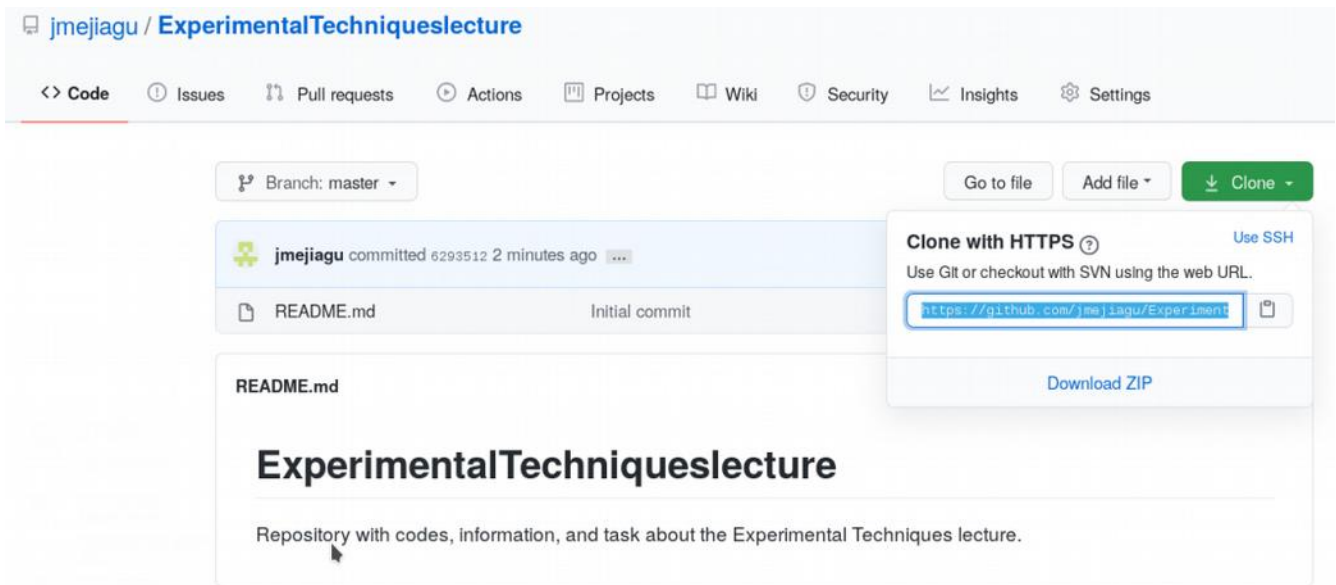 jmejiagu / ExperimentalTechniqueslecture
<> Code Issues Pull requests Actions Projects Wiki Security Insights Settings
Branch: master Go to file Add file Clone
jmejiagu committed 6293512 2 minutes ago ...
Clone with HTTPS ? Use SSH
Use Git or checkout with SVN using the web URL.
README.md Initial commit
https://github.com/jmejiagu/Experiment
Download ZIP
README.md
ExperimentalTechniqueslecture
Repository with codes, information, and task about the Experimental Techniques lecture.